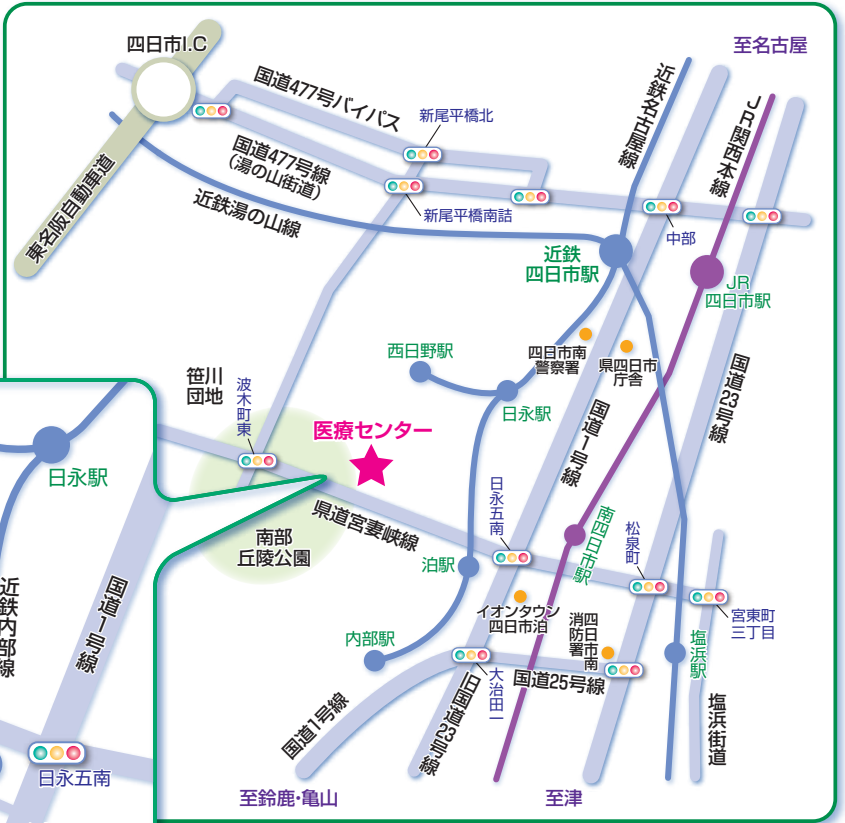 四日市I.C
至名古屋
国道477号バイパス
新尾平橋北
近鉄名古屋線
JR関西本線
国道477号線
(湯の山街道)
東名阪自動車道
近鉄湯の山線
新尾平橋南詰
中部
近鉄
四日市駅
JR
四日市駅
西日野駅
四日市南
警察署
県四日市
庁舎
笹川
団地
波木町東
日永駅
国道1号線
国道23号線
医療センター
日永駅
県道宮妻峡線
日永五南
南四日市駅
松泉町
南部
丘陵公園
泊駅
イオンタウン
四日市泊
四日市南
消防署
宮東町
三丁目
近鉄内部線
国道1号線
内部駅
塩浜駅
大治田一
国道25号線
国道1号線
旧国道23号線
塩浜街道
日永五南
至鈴鹿・亀山
至津